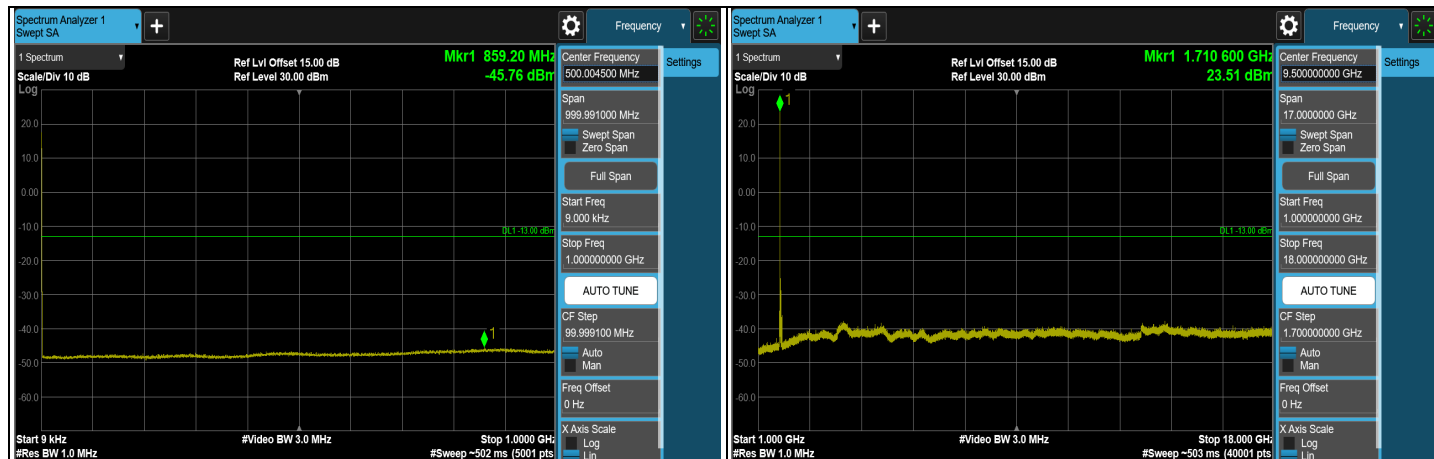 Spectrum Analyzer 1
Swept SA
+
Frequency
1 Spectrum
Ref Lvl Offset 15.00 dB
Mkr1 859.20 MHz
Scale/Div 10 dB
Ref Level 30.00 dBm
-45.76 dBm
Log
20.0
10.0
0.00
-10.0
-20.0
-30.0
-40.0
-50.0
-60.0
DL1 -13.00 dBm
1
Start 9 kHz
#Video BW 3.0 MHz
Stop 1.0000 GHz
#Res BW 1.0 MHz
#Sweep ~502 ms (5001 pts
Center Frequency
500.004500 MHz
Settings
Span
999.991000 MHz
Swept Span
Zero Span
Full Span
Start Freq
9.000 kHz
Stop Freq
1.000000000 GHz
AUTO TUNE
CF Step
99.999100 MHz
Auto
Man
Freq Offset
0 Hz
X Axis Scale
Log
Lin
Spectrum Analyzer 1
Swept SA
+
Frequency
1 Spectrum
Ref Lvl Offset 15.00 dB
Mkr1 1.710 600 GHz
Scale/Div 10 dB
Ref Level 30.00 dBm
23.51 dBm
Log
1
20.0
10.0
0.00
-10.0
-20.0
-30.0
-40.0
-50.0
-60.0
DL1 -13.00 dBm
Start 1.000 GHz
#Video BW 3.0 MHz
Stop 18.000 GHz
#Res BW 1.0 MHz
#Sweep ~503 ms (40001 pts
Center Frequency
9.500000000 GHz
Settings
Span
17.0000000 GHz
Swept Span
Zero Span
Full Span
Start Freq
1.000000000 GHz
Stop Freq
18.000000000 GHz
AUTO TUNE
CF Step
1.700000000 GHz
Auto
Man
Freq Offset
0 Hz
X Axis Scale
Log
Lin